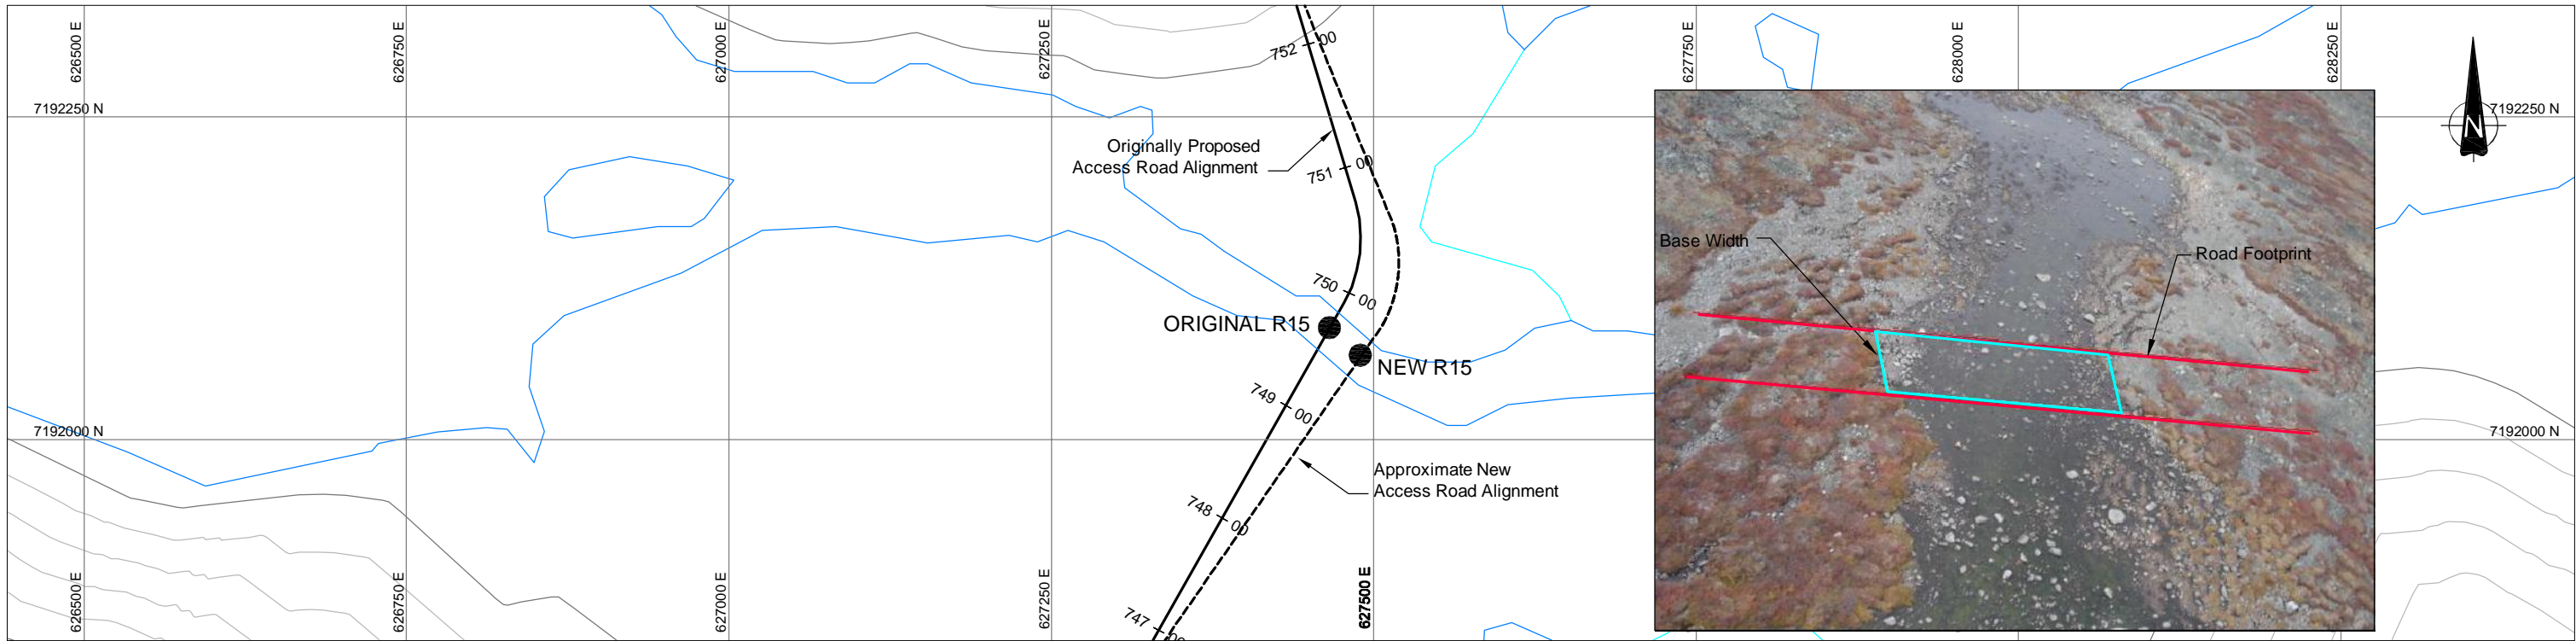 626500 E
626750 E
627000 E
627250 E
627750 E
628000 E
628250 E
752 00
7192250 N
7192250 N
N
Originally Proposed
Access Road Alignment
751 00
Base Width
Road Footprint
750 00
ORIGINAL R15
NEW R15
749 00
7192000 N
7192000 N
Approximate New
Access Road Alignment
748 00
626500 E
626750 E
627000 E
627250 E
627500 E
747 00